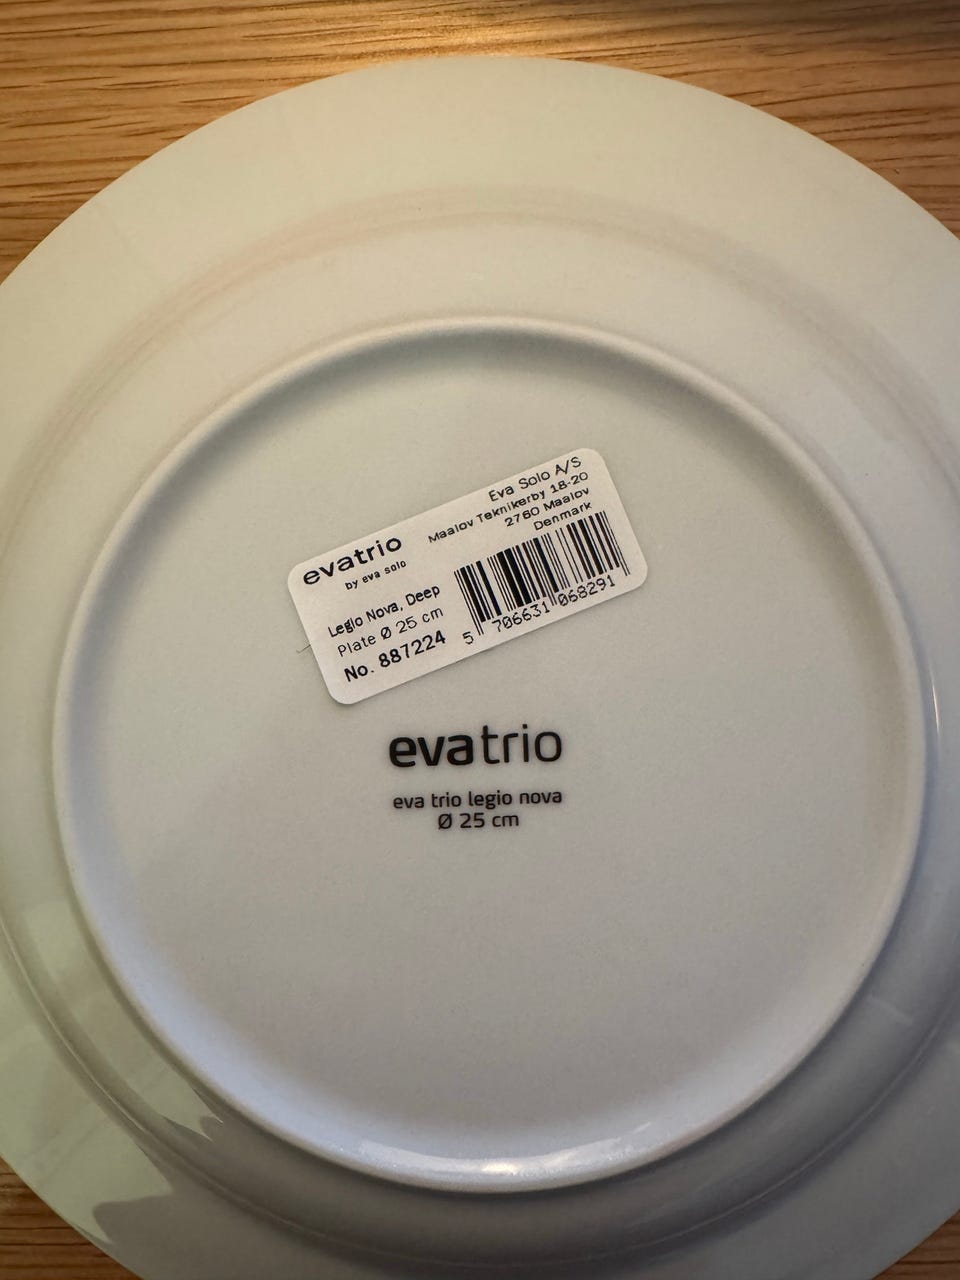 Eva Solo A/S
Maalov Teknikerby 18-20
2760 Maalov
Denmark
evatrio
by eva solo
Legio Nova, Deep
Plate Ø 25 cm
No. 887224
5 706631 068291
evatrio
eva trio legio nova
Ø 25 cm